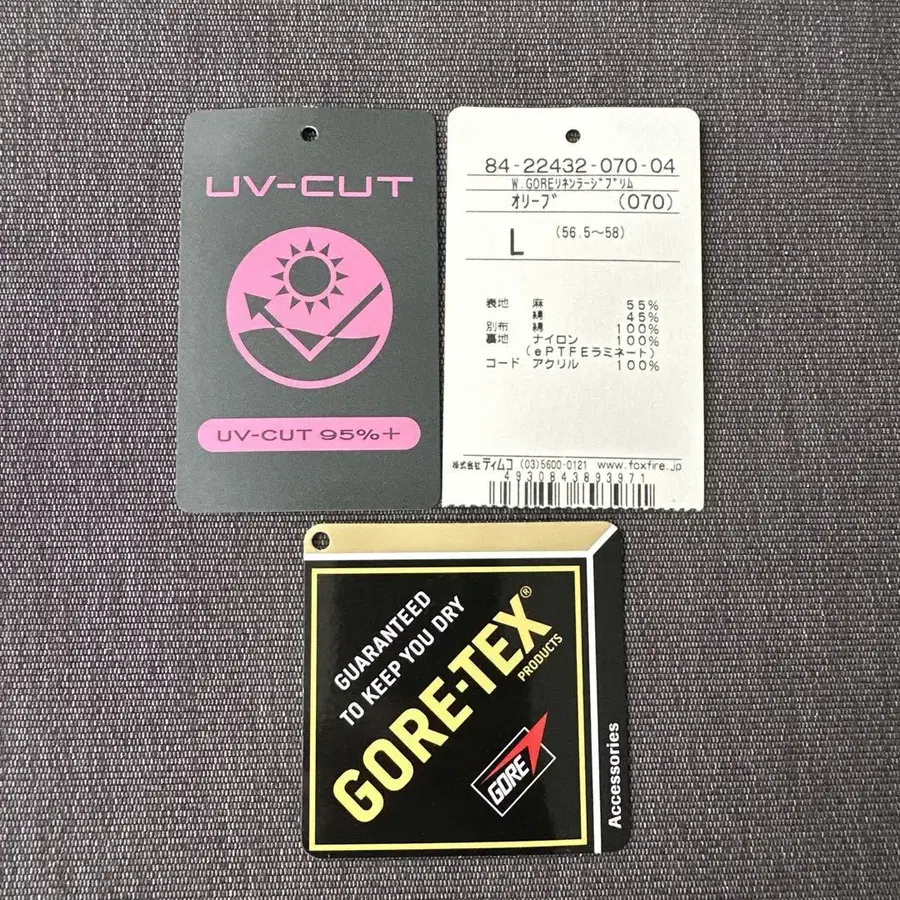 UV-CUT
UV-CUT 95%+
84-22432-070-04
W.GOREリネンラージブリム
オリーブ (070)
L (56.5~58)
表地 麻 55%
綿 45%
別布 綿 100%
裏地 ナイロン 100%
(ePTFEラミネート)
コード アクリル 100%
株式会社 ティムコ (03)5600-0121 www.foxfire.jp
4930843893971
GUARANTEED
TO KEEP YOU DRY
GORE-TEX®
PRODUCTS
GORE
Accessories